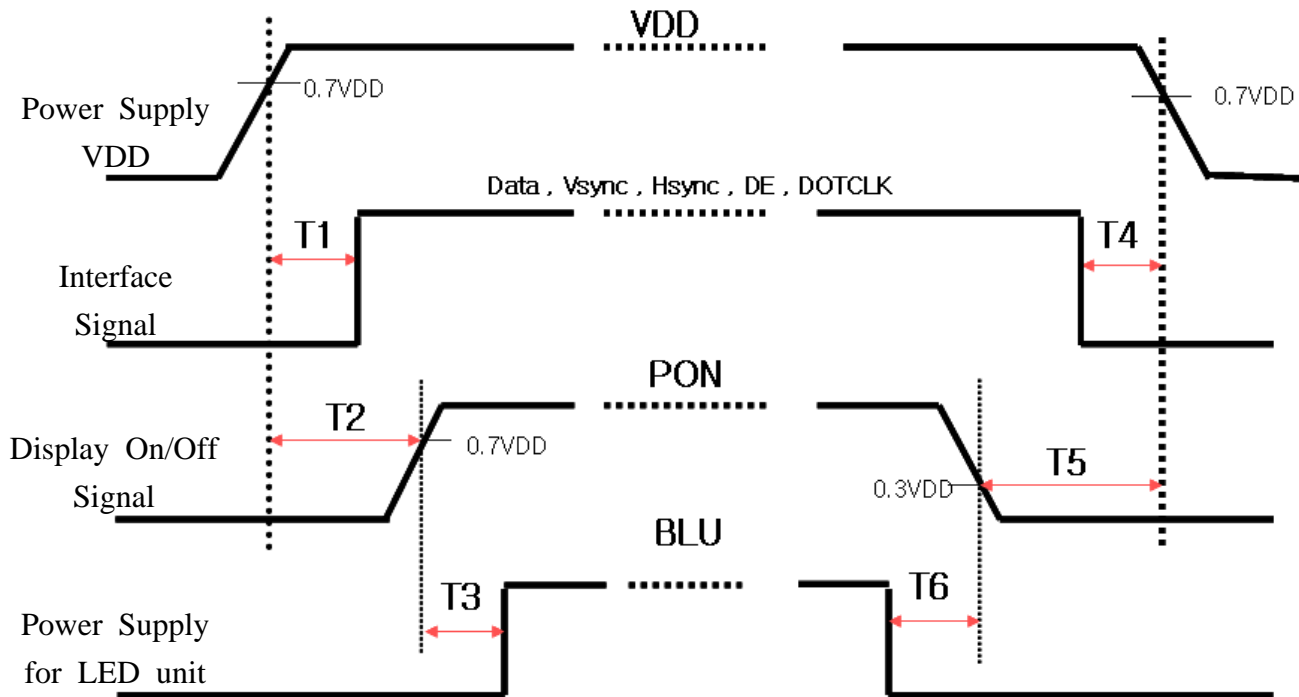 VDD
0.7VDD
0.7VDD
Power Supply
VDD
Data , Vsync , Hsync , DE , DOTCLK
T1
T4
Interface
Signal
PON
T2
0.7VDD
Display On/Off
Signal
T5
0.3VDD
BLU
T3
T6
Power Supply
for LED unit